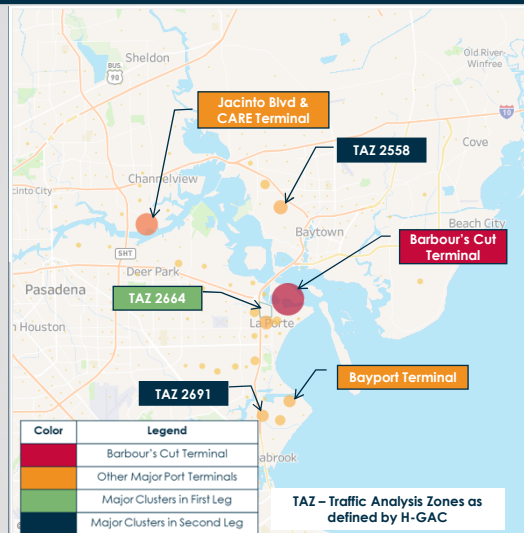 Sheldon
BUS.
90
Old River-
Winfree
Jacinto Blvd &
CARE Terminal
10
TAZ 2558
Cove
Channelview
cinto City
Beach City
Baytown
Barbour's Cut
Terminal
SHT
Deer Park
Pasadena
TAZ 2664
n Houston
La Porte
Bayport Terminal
TAZ 2691
Color Legend
Barbour's Cut Terminal
abrook
Other Major Port Terminals
Major Clusters in First Leg
TAZ – Traffic Analysis Zones as
defined by H-GAC
Major Clusters in Second Leg